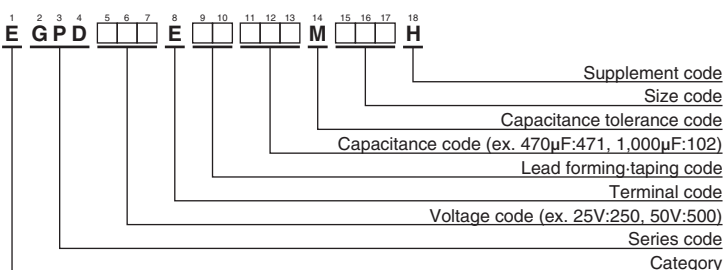 1 2 3 4 5 6 7 8 9 10 11 12 13 14 15 16 17 18
E GPD E M H
Supplement code
Size code
Capacitance tolerance code
Capacitance code (ex. 470µF:471, 1,000µF:102)
Lead forming·taping code
Terminal code
Voltage code (ex. 25V:250, 50V:500)
Series code
Category